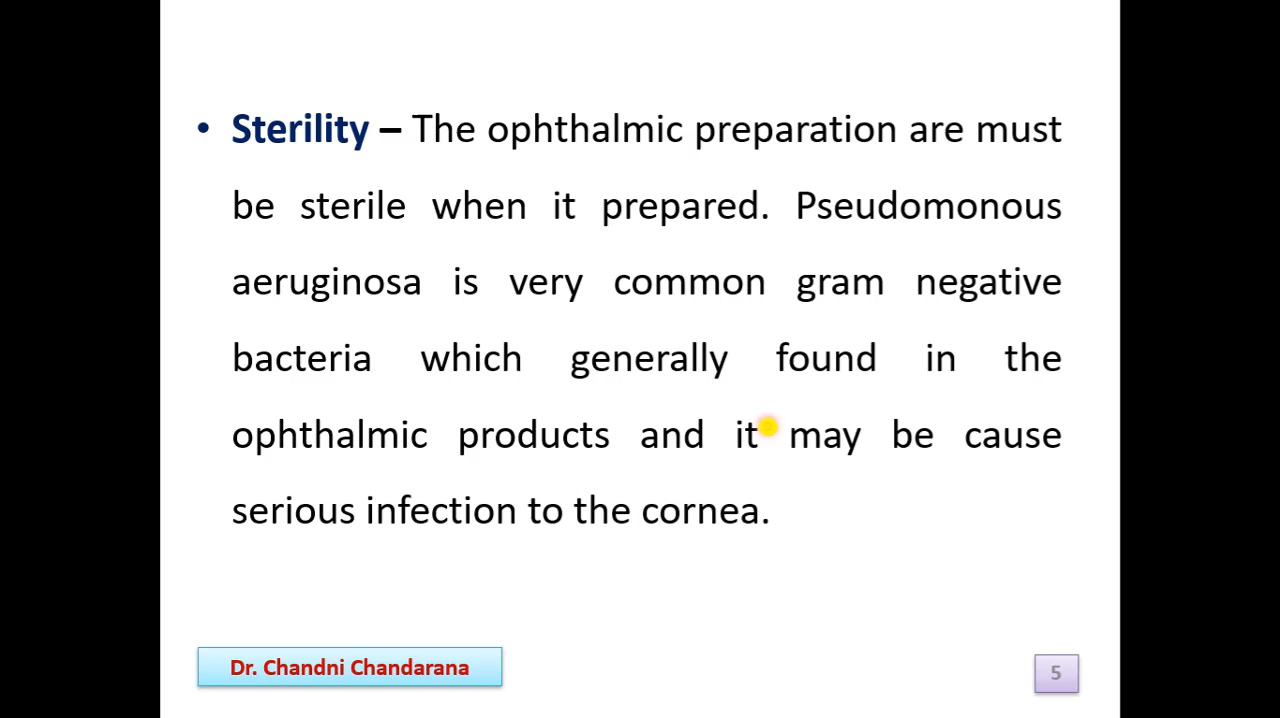 • Sterility – The ophthalmic preparation are must
be sterile when it prepared. Pseudomonous
aeruginosa is very common gram negative
bacteria which generally found in the
ophthalmic products and it may be cause
serious infection to the cornea.
Dr. Chandni Chandarana
5